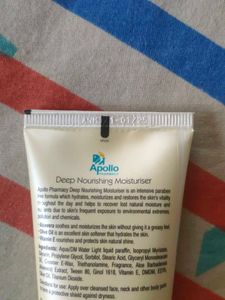 Apollo
PHARMACY
Deep Nourishing Moisturiser
Apollo Pharmacy Deep Nourishing Moisturiser is an intensive paraben
free formula which hydrates, moisturizes and restores the skin's vitality
throughout the day and helps to recover lost natural moisture and
nutrients due to skin's frequent exposure to environmental extremes,
pollution and chemicals.
Aloevera soothes and moisturizes the skin without giving it a greasy feel.
Olive Oil is an excellent skin softener that hydrates the skin.
Vitamin E nourishes and protects skin natural shine.
Ingredients: Aqua/DM Water Light liquid paraffin, Isopropyl Myristate,
Glycerin, Propylene Glycol, Sorbitol, Stearic Acid, Glyceryl Monostearate
Triethanolamine, Fragrance, Aloe Barbadensis
Extract, Tween 80, Vitamin E, DMDM, EDTA,
Titanium Dioxide.
Directions for use: Apply over cleansed face, neck and other body parts
protect against skin dryness.